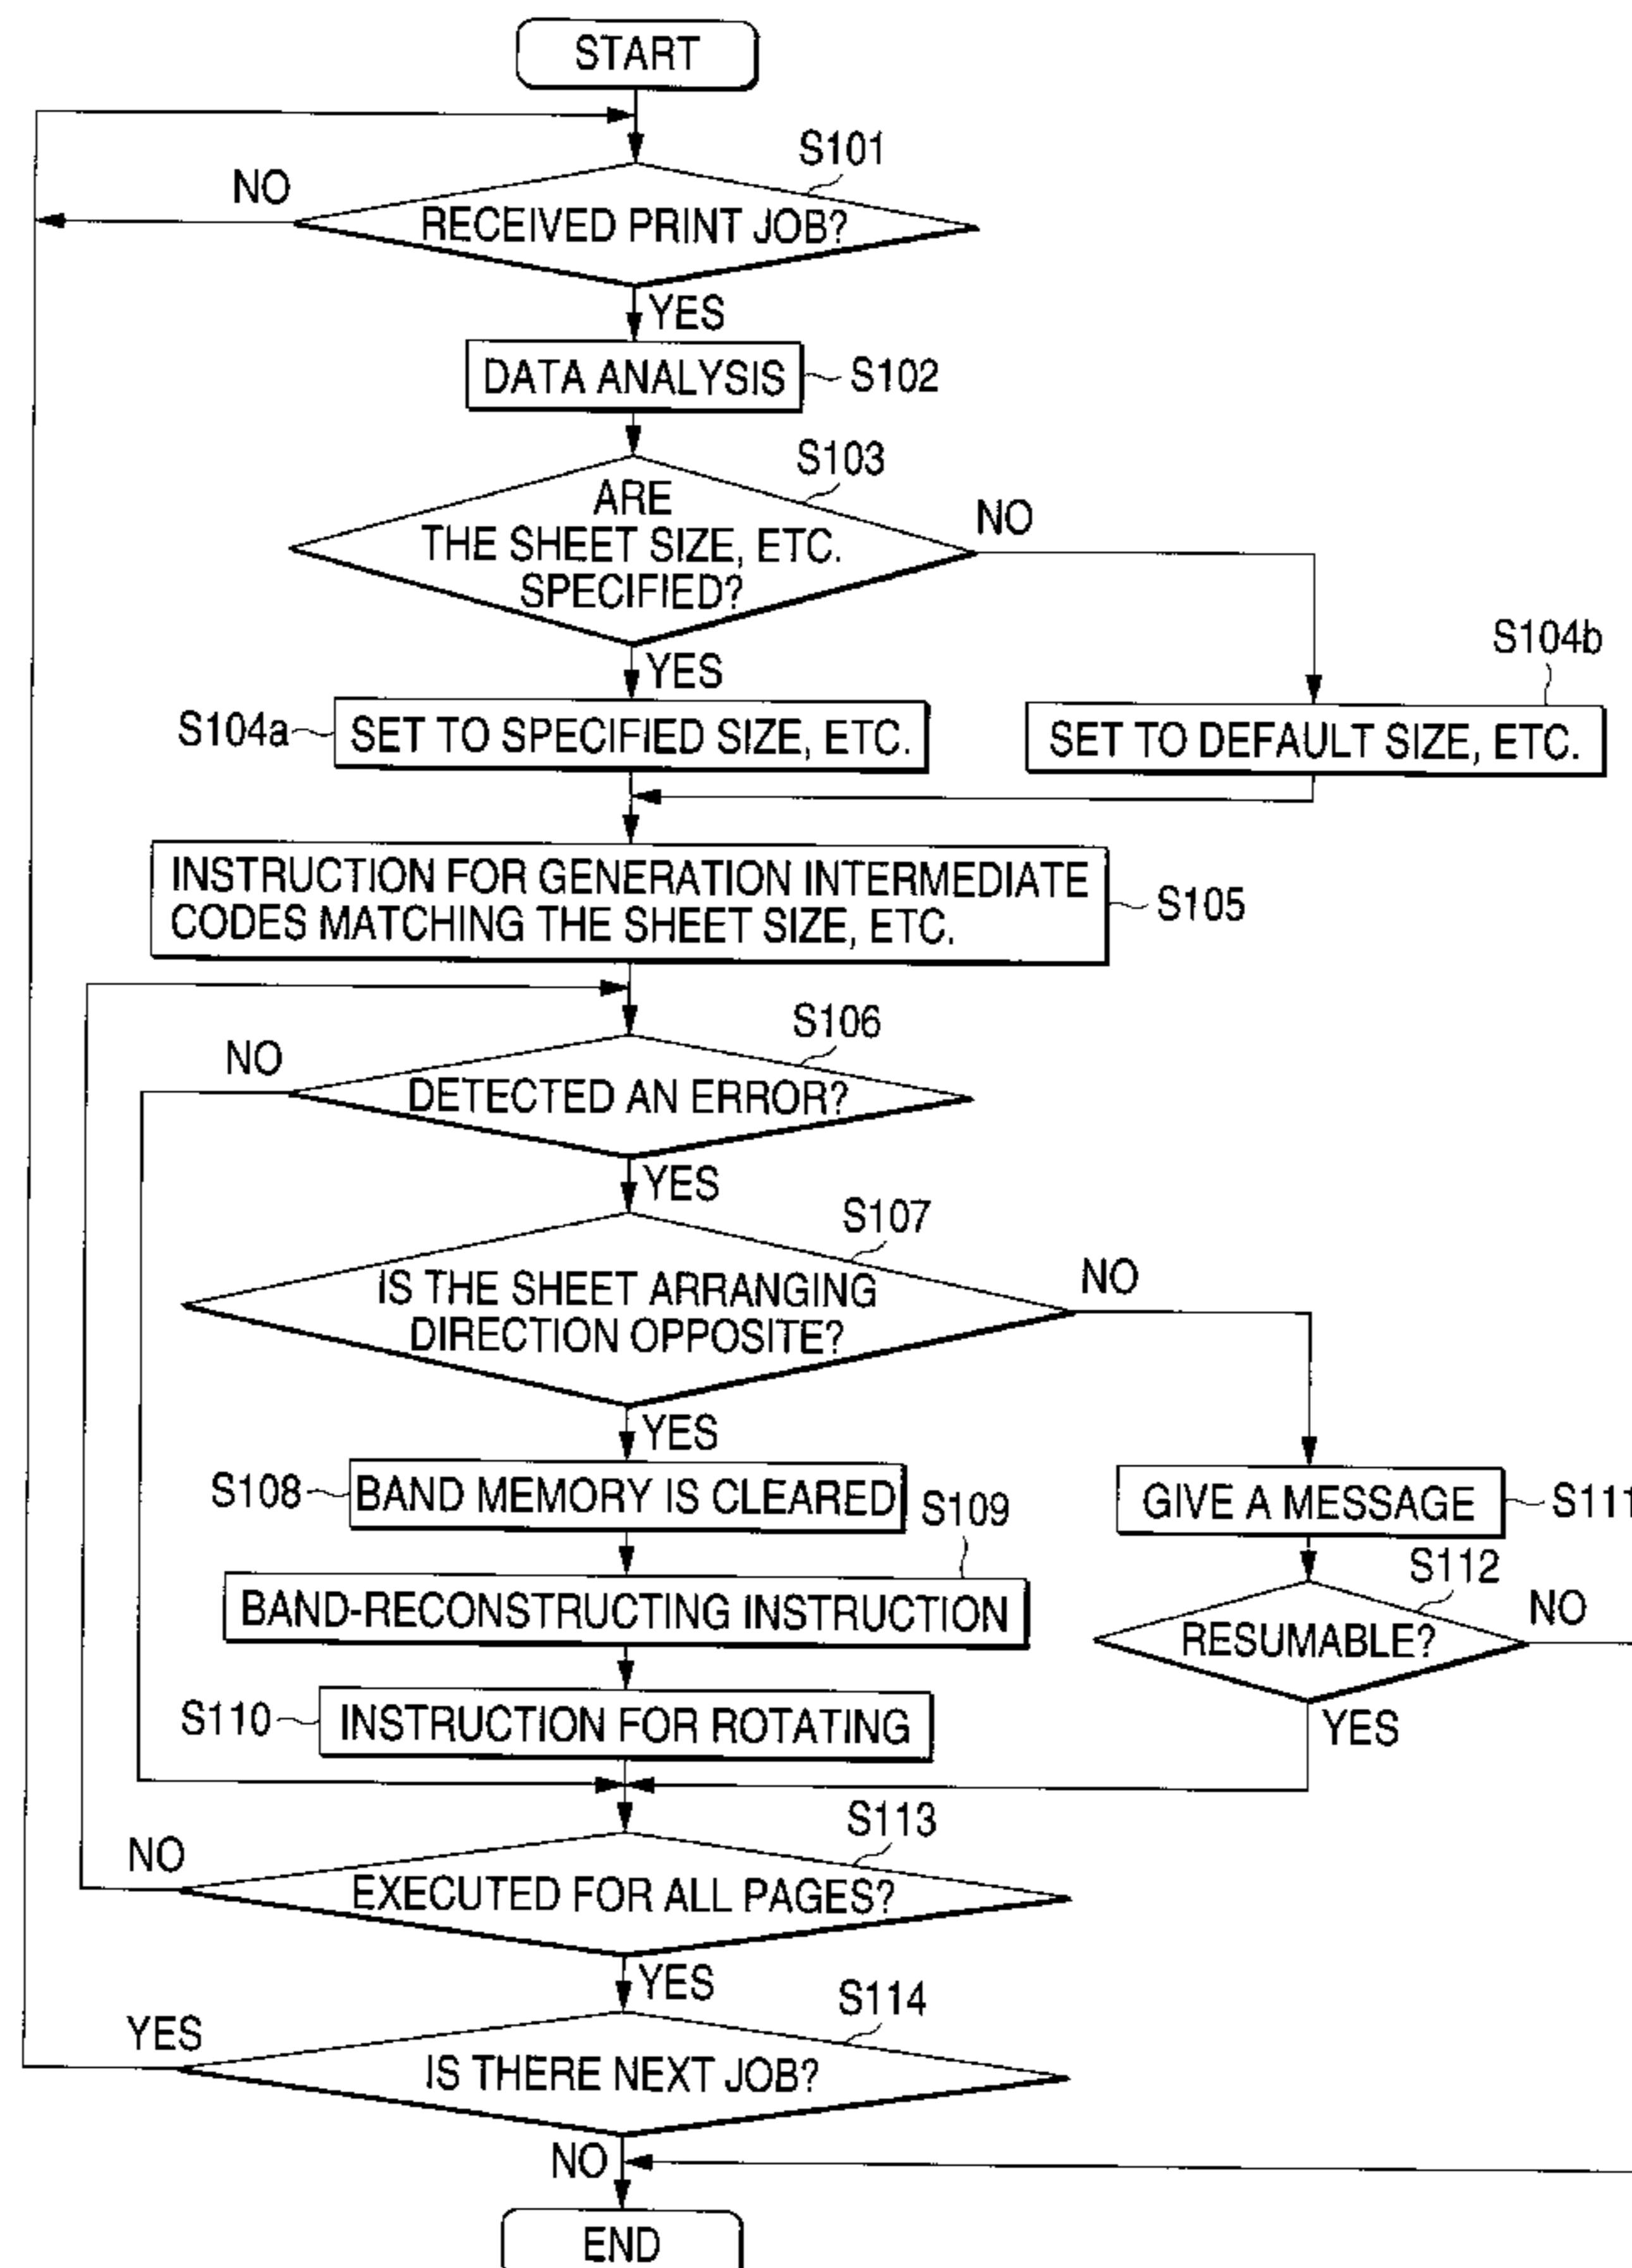 START
S101
NO
RECEIVED PRINT JOB?
YES
DATA ANALYSIS
S102
S103
ARE
THE SHEET SIZE, ETC.
SPECIFIED?
NO
YES
S104b
S104a
SET TO SPECIFIED SIZE, ETC.
SET TO DEFAULT SIZE, ETC.
INSTRUCTION FOR GENERATION INTERMEDIATE
CODES MATCHING THE SHEET SIZE, ETC.
S105
S106
NO
DETECTED AN ERROR?
YES
S107
IS THE SHEET ARRANGING
DIRECTION OPPOSITE?
NO
YES
S108
BAND MEMORY IS CLEARED
S109
GIVE A MESSAGE
S111
BAND-RECONSTRUCTING INSTRUCTION
S112
RESUMABLE?
NO
S110
INSTRUCTION FOR ROTATING
YES
S113
NO
EXECUTED FOR ALL PAGES?
YES
S114
YES
IS THERE NEXT JOB?
NO
END